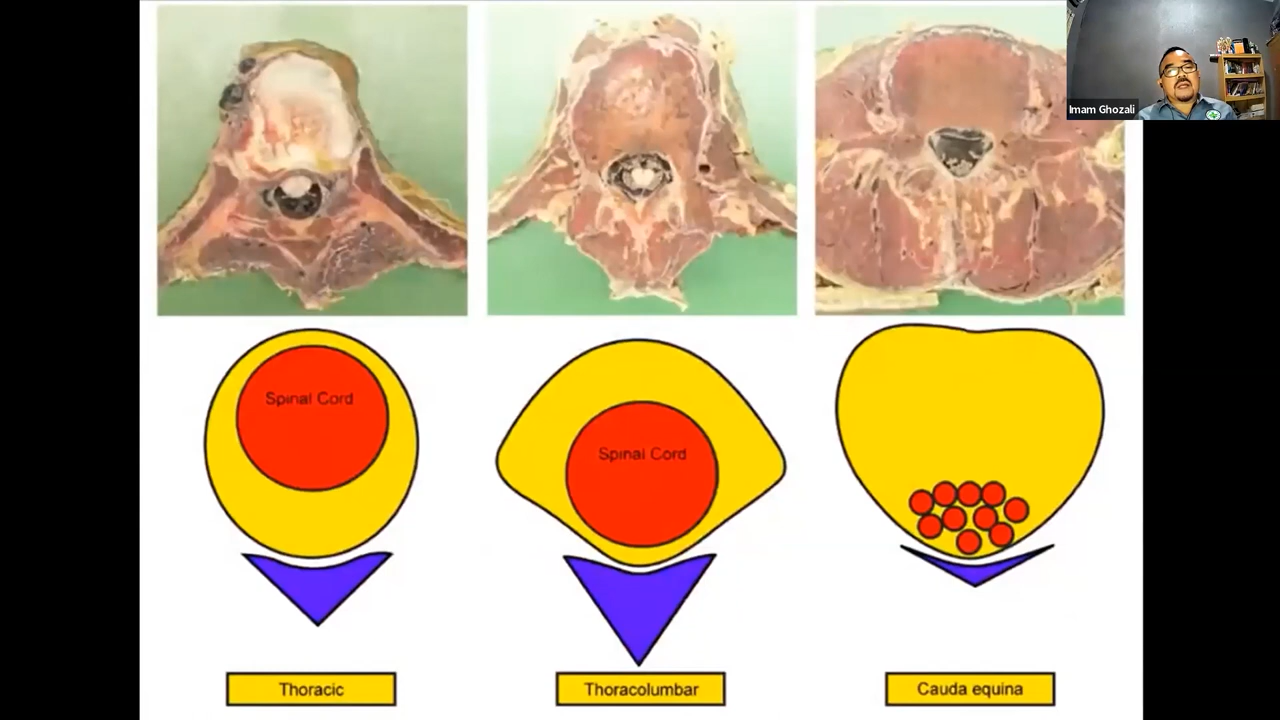 Imam Ghozali
Spinal Cord
Spinal Cord
Thoracic
Thoracolumbar
Cauda equina